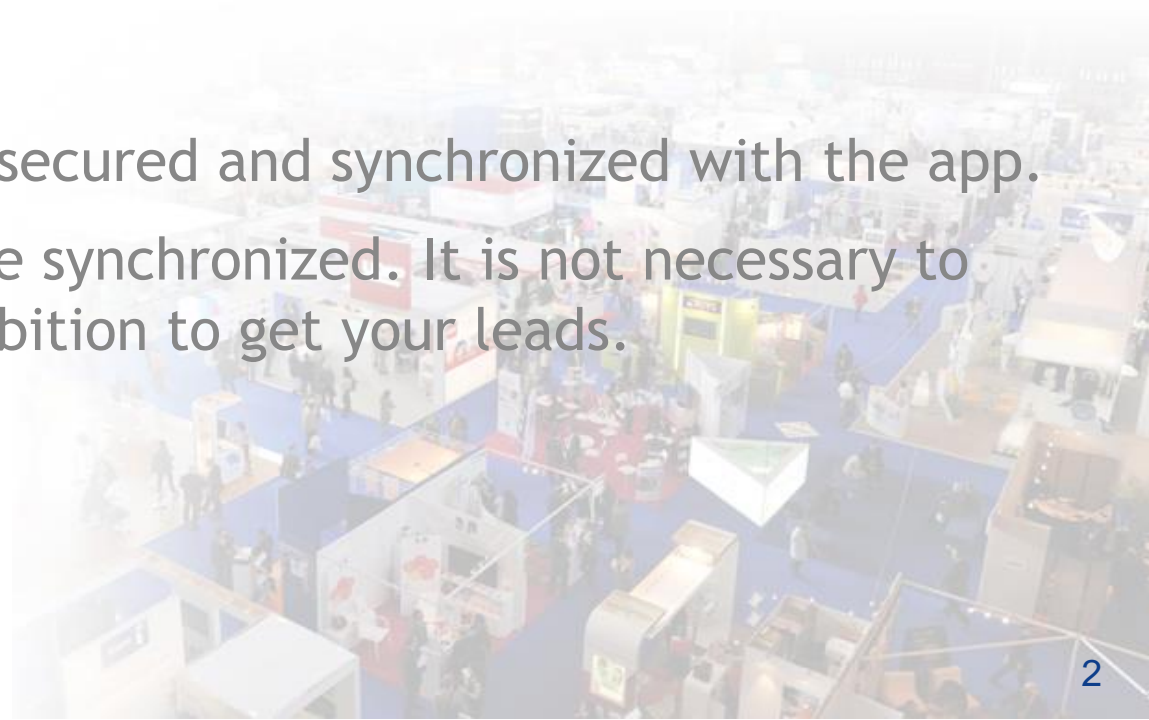 secured and synchronized with the app.
e synchronized. It is not necessary to
bition to get your leads.
2